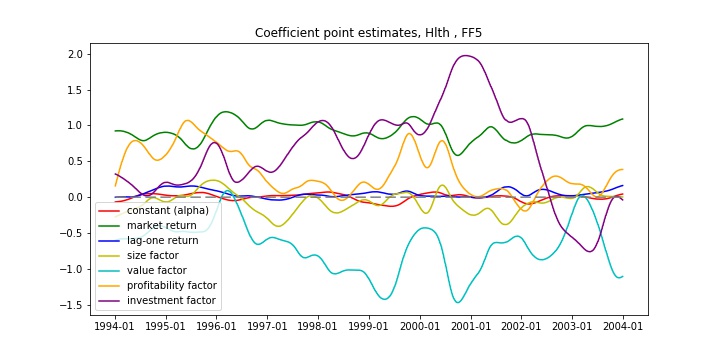 Coefficient point estimates, Hlth , FF5
2.0
1.5
1.0
0.5
0.0
−0.5
−1.0
−1.5
constant (alpha)
market return
lag-one return
size factor
value factor
profitability factor
investment factor
1994-01 1995-01 1996-01 1997-01 1998-01 1999-01 2000-01 2001-01 2002-01 2003-01 2004-01